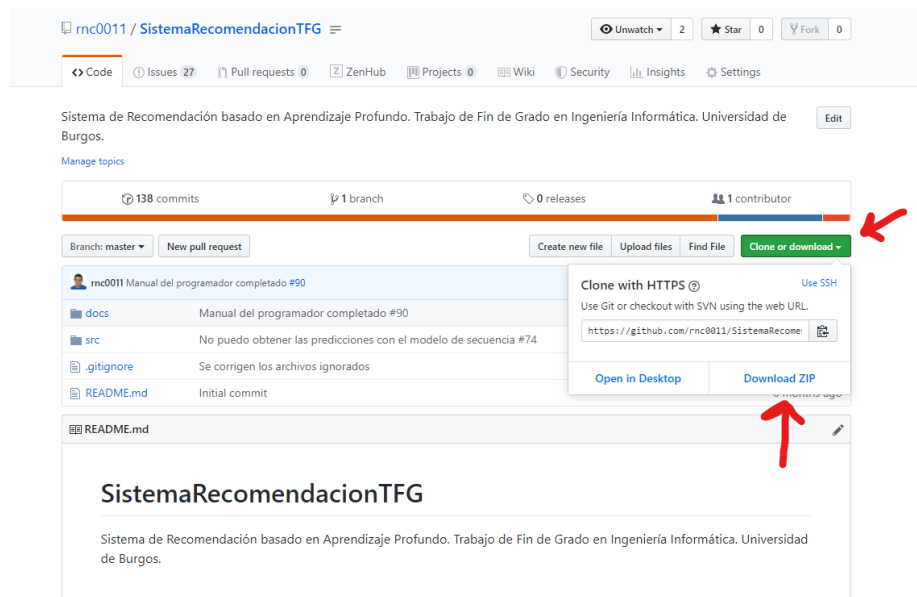 rnc0011 / SistemaRecomendacionTFG
Unwatch 2 Star 0 Fork 0
Code Issues 27 Pull requests 0 ZenHub Projects 0 Wiki Security Insights Settings
Sistema de Recomendación basado en Aprendizaje Profundo. Trabajo de Fin de Grado en Ingeniería Informática. Universidad de
Burgos.
Edit
Manage topics
138 commits 1 branch 0 releases 1 contributor
Branch: master New pull request Create new file Upload files Find File Clone or download
rnc0011 Manual del programador completado #90
docs Manual del programador completado #90
src No puedo obtener las predicciones con el modelo de secuencia #74
.gitignore Se corrigen los archivos ignorados
README.md Initial commit
Clone with HTTPS ? Use SSH
Use Git or checkout with SVN using the web URL.
https://github.com/rnc0011/SistemaRecome
Open in Desktop Download ZIP
months ago
README.md
SistemaRecomendacionTFG
Sistema de Recomendación basado en Aprendizaje Profundo. Trabajo de Fin de Grado en Ingeniería Informática. Universidad
de Burgos.